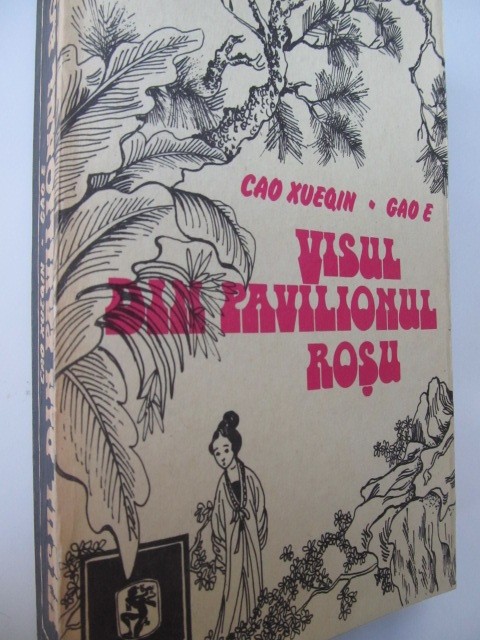 CAO XUEQIN • GAO E
VISUL
DIN PAVILIONUL
ROȘU